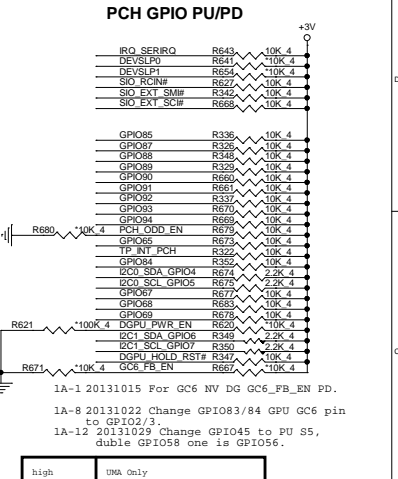 PCH GPIO PU/PD
+3V
IRQ_SERIRQ R643 10K_4
DEVSLP0 R641 *10K_4
DEVSLP1 R654 *10K_4
SIO_RCIN# R627 10K_4
SIO_EXT_SMI# R342 10K_4
SIO_EXT_SCI# R668 10K_4
D
GPIO85 R336 10K_4
GPIO87 R326 10K_4
GPIO88 R348 10K_4
GPIO89 R329 10K_4
GPIO90 R660 10K_4
GPIO91 R661 10K_4
GPIO92 R337 10K_4
GPIO93 R670 10K_4
GPIO94 R669 10K_4
R680 *10K_4 PCH_ODD_EN R679 10K_4
GPIO65 R673 10K_4
TP_INT_PCH R322 10K_4
GPIO84 R352 10K_4
I2C0_SDA_GPIO4 R674 2.2K_4
I2C0_SCL_GPIO5 R675 2.2K_4
GPIO67 R677 10K_4
GPIO68 R683 10K_4
GPIO69 R678 10K_4
R621 *100K_4 DGPU_PWR_EN R620 *10K_4
I2C1_SDA_GPIO6 R349 2.2K_4
I2C1_SCL_GPIO7 R350 2.2K_4
DGPU_HOLD_RST# R347 10K_4
R671 *10K_4 GC6_FB_EN R667 *10K_4
C
1A-1 20131015 For GC6 NV DG GC6_FB_EN PD.
1A-8 20131022 Change GPIO83/84 GPU GC6 pin
to GPIO2/3.
1A-12 20131029 Change GPIO45 to PU S5,
duble GPIO58 one is GPIO56.
high UMA Only